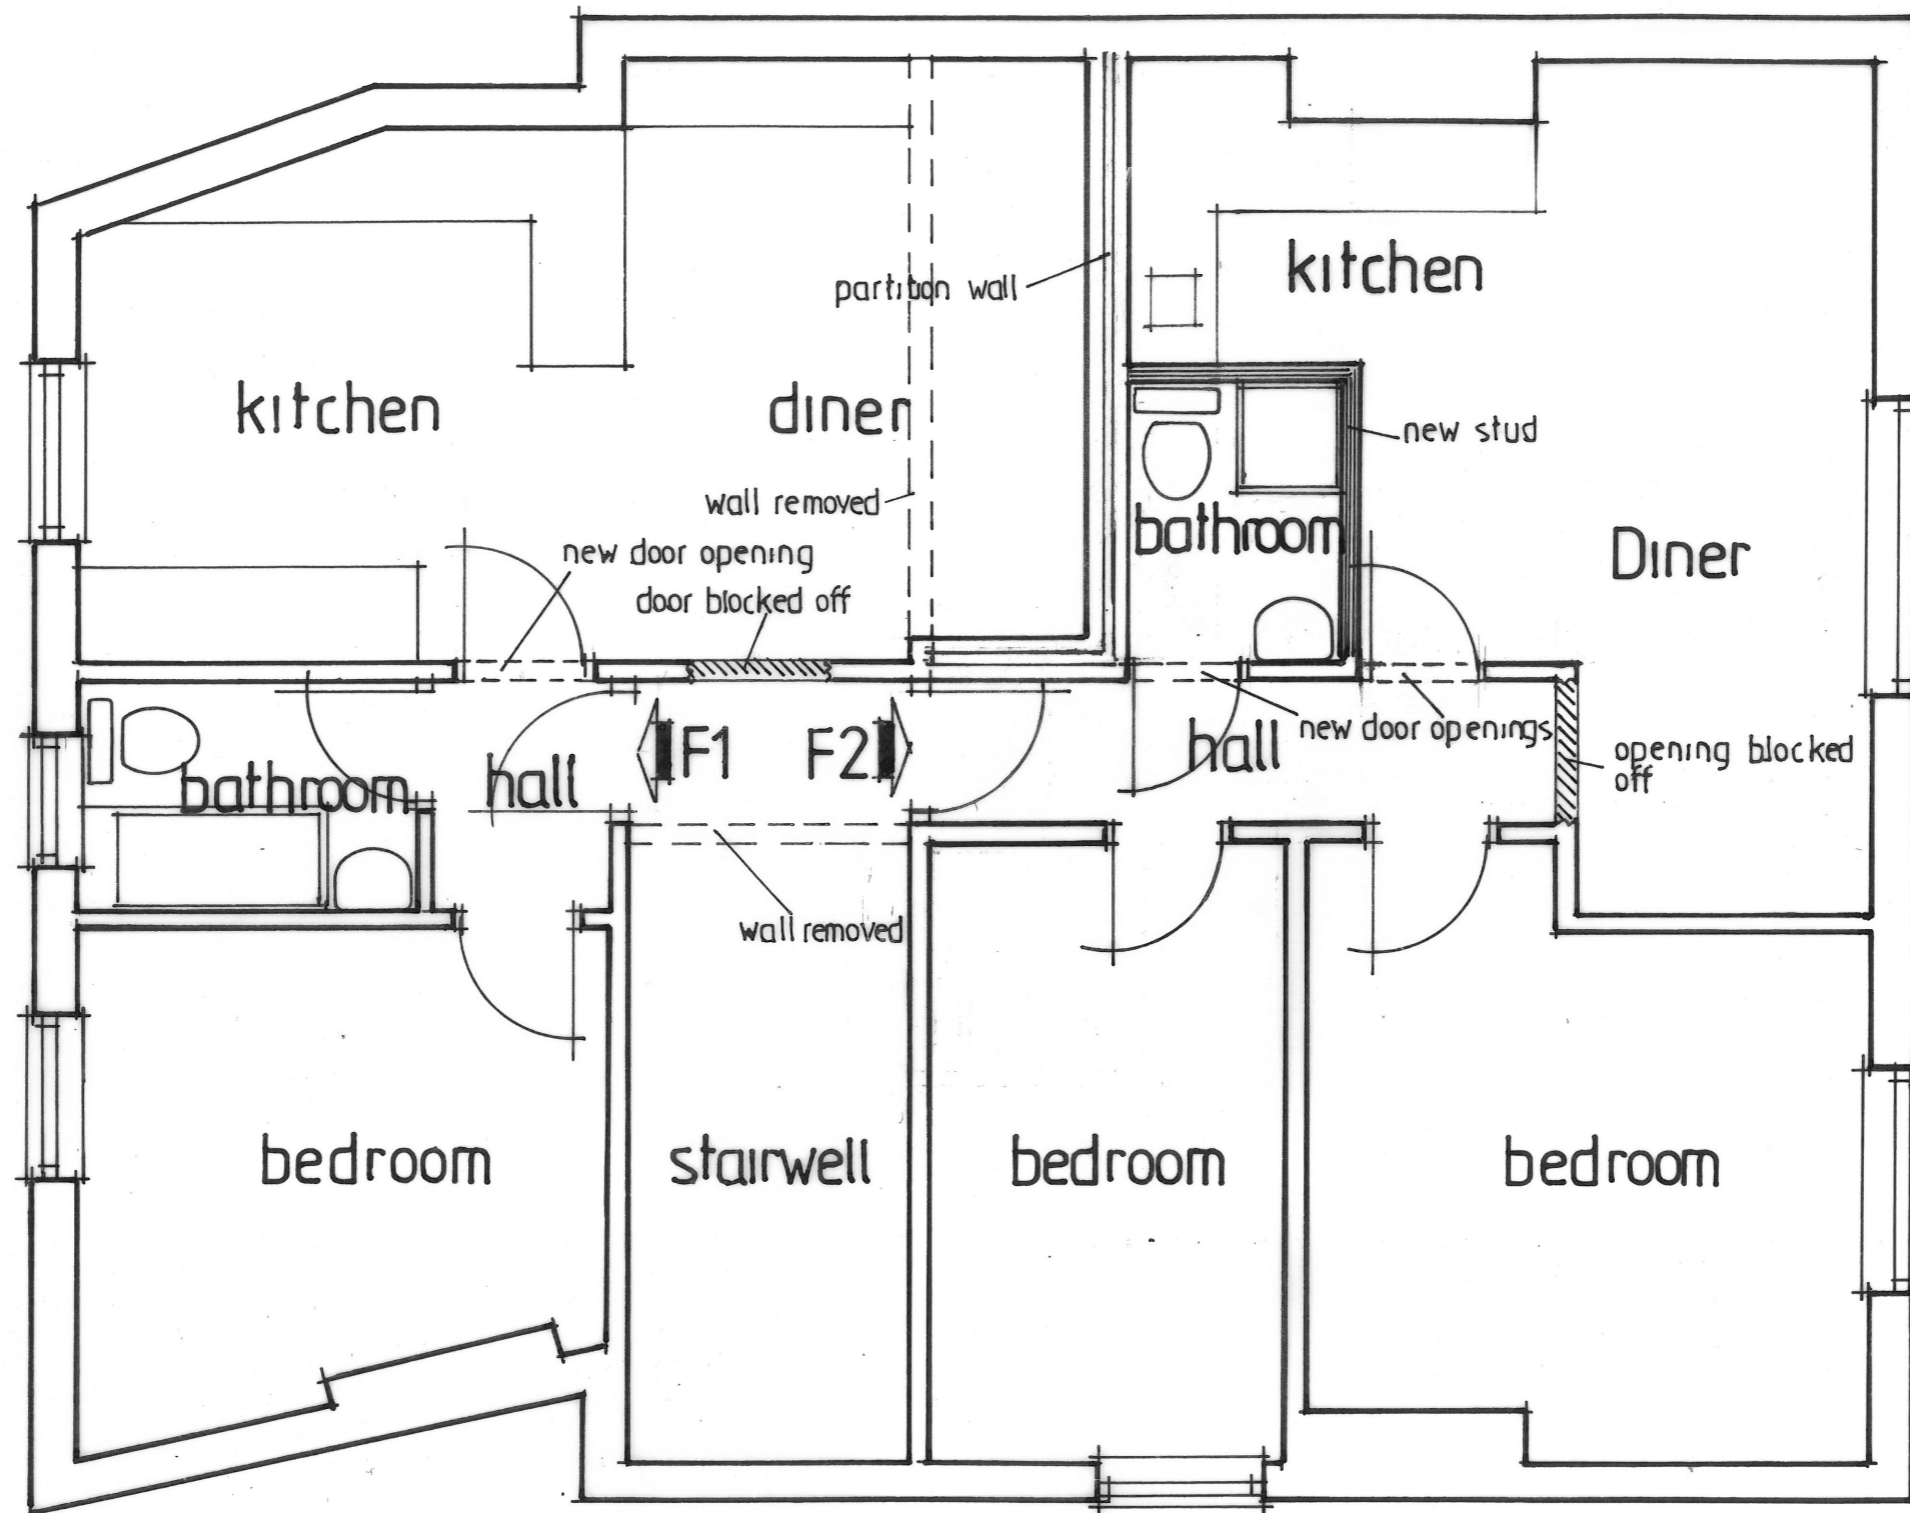 kitchen
partition wall
kitchen
diner
new stud
wall removed
bathroom
new door opening
Diner
door blocked off
F1
F2
hall
new door openings
opening blocked
off
bathroom
hall
wall removed
bedroom
stairwell
bedroom
bedroom